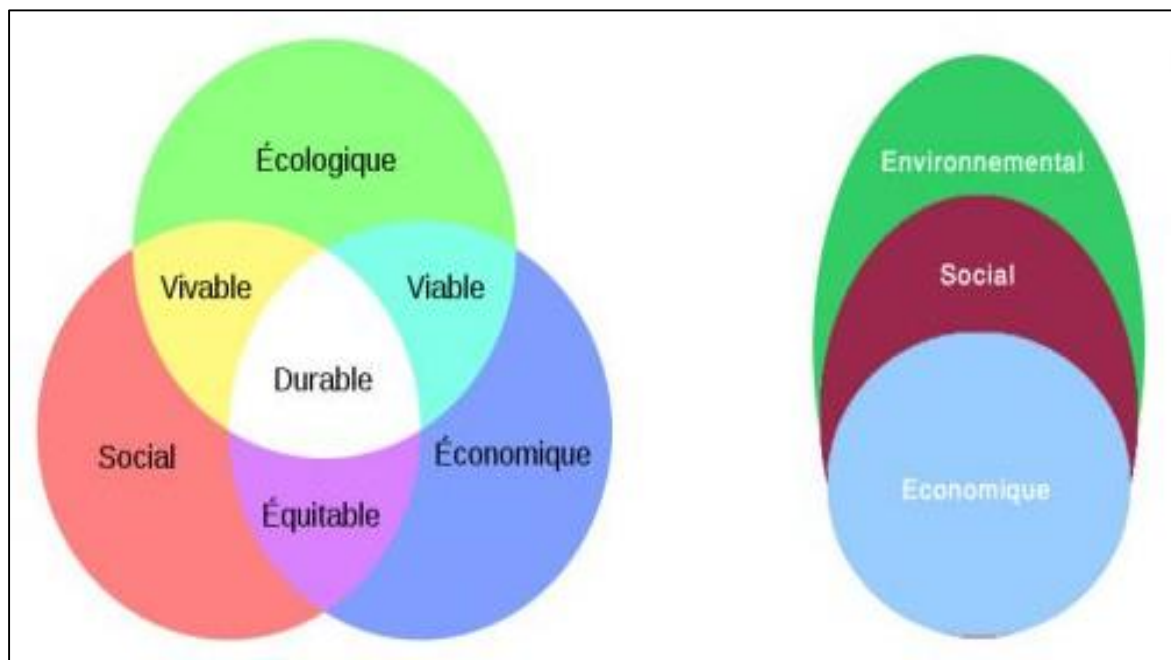 Écologique
Vivable
Viable
Durable
Social
Économique
Équitable
Environnemental
Social
Economique